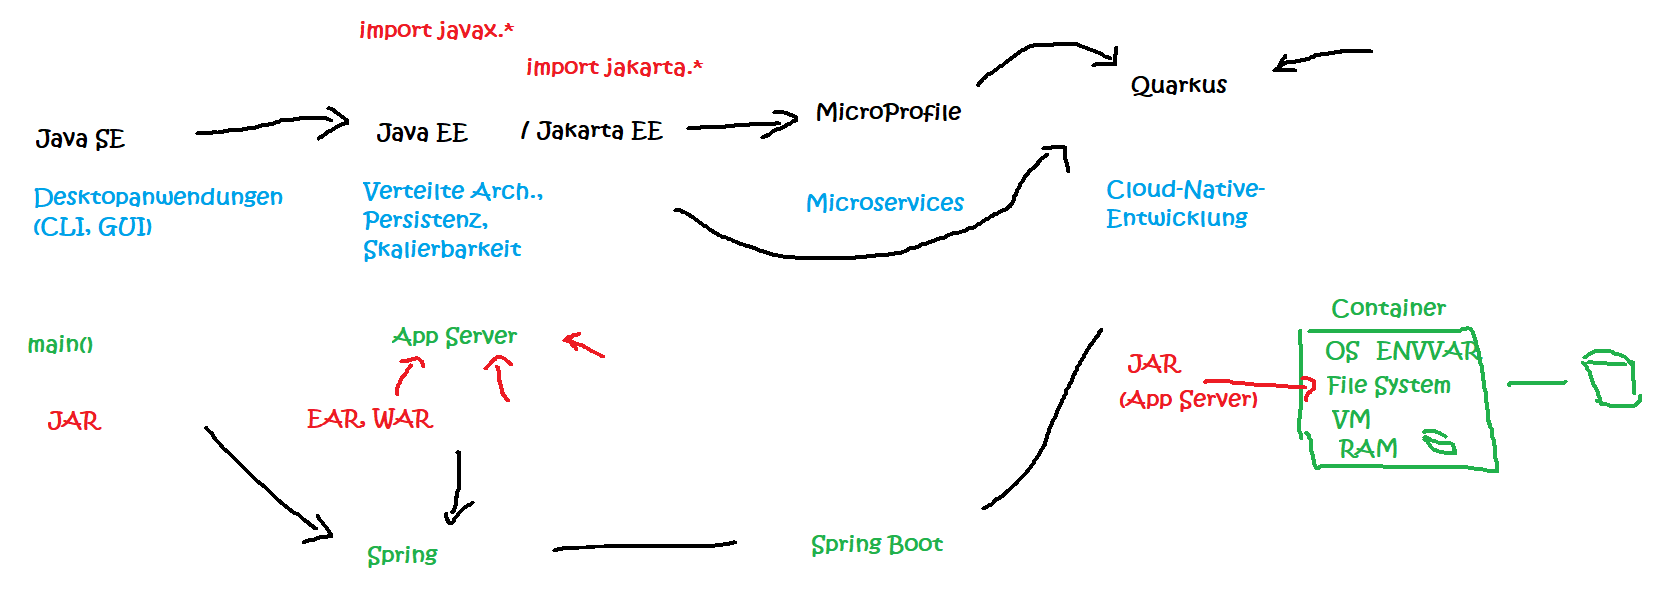 import javax.*
import jakarta.*
Java SE
Java EE
/ Jakarta EE
MicroProfile
Quarkus
Desktopanwendungen
(CLI, GUI)
Verteilte Arch.,
Persistenz,
Skalierbarkeit
Microservices
Cloud-Native-
Entwicklung
main()
App Server
JAR
EAR, WAR
JAR
(App Server)
Container
OS ENVVAR
File System
VM
RAM
Spring
Spring Boot